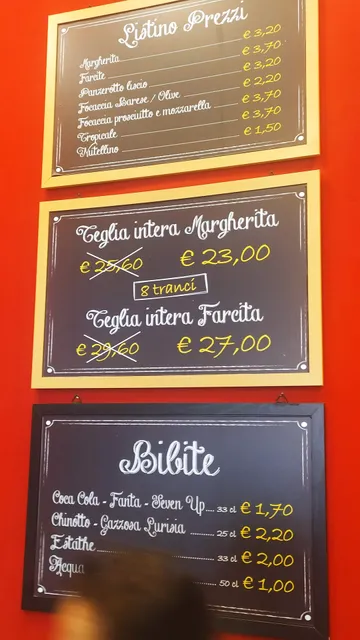 Listino Prezzi
Margherita € 3,20
Farcite € 3,70
Panzerotto liscio € 3,20
Focaccia Barese / Olive € 2,20
Focaccia prosciutto e mozzarella € 3,70
Tropicale € 3,70
Nutellino € 1,50
Teglia intera Margherita
€ 25,60 € 23,00
8 tranci
Teglia intera Farcita
€ 29,60 € 27,00
Bibite
Coca Cola - Fanta - Seven Up... 33 cl € 1,70
Chinotto - Gazzosa Lurisia ........ 25 cl € 2,20
Estathe ........ 33 cl € 2,00
Acqua 50 cl € 1,00